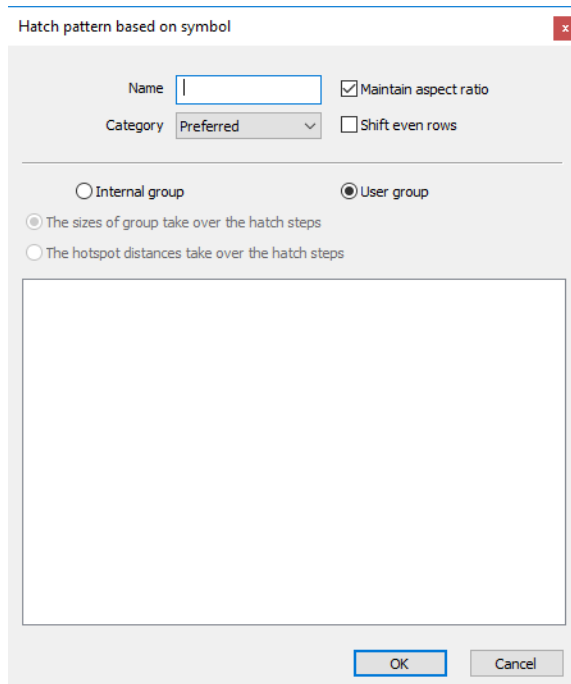 Hatch pattern based on symbol
x
Name
Maintain aspect ratio
Category Preferred
Shift even rows
Internal group
User group
The sizes of group take over the hatch steps
The hotspot distances take over the hatch steps
OK
Cancel